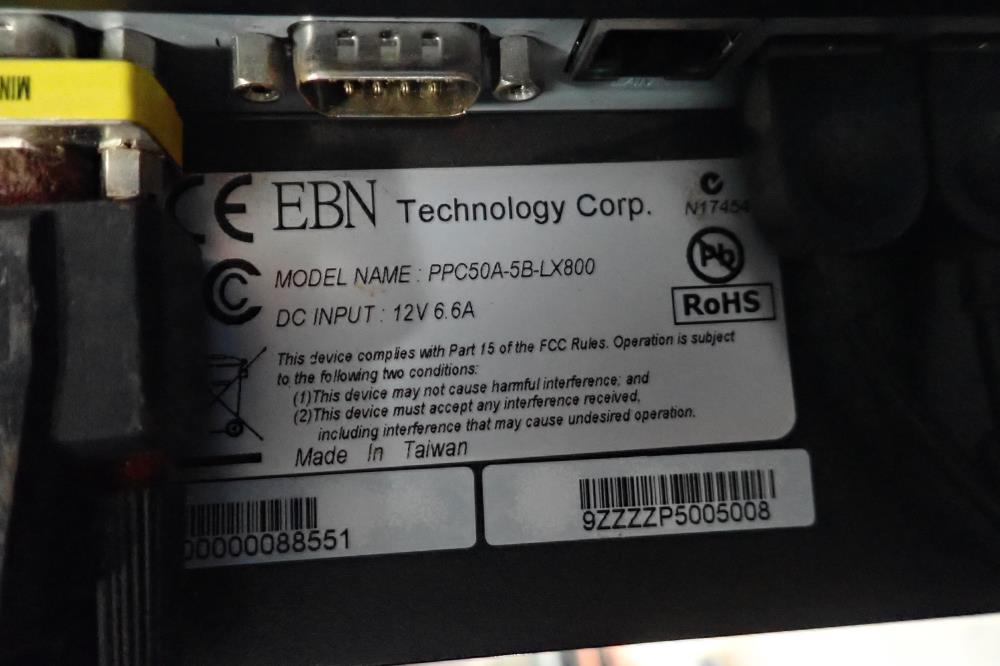 MINI
CE EBN Technology Corp.
N17454
MODEL NAME : PPC50A-5B-LX800
DC INPUT : 12V 6.6A
Pb
RoHS
This device complies with Part 15 of the FCC Rules. Operation is subject
to the following two conditions:
(1)This device may not cause harmful interference; and
(2)This device must accept any interference received,
including interference that may cause undesired operation.
Made In Taiwan
00000088551
9ZZZZP5005008